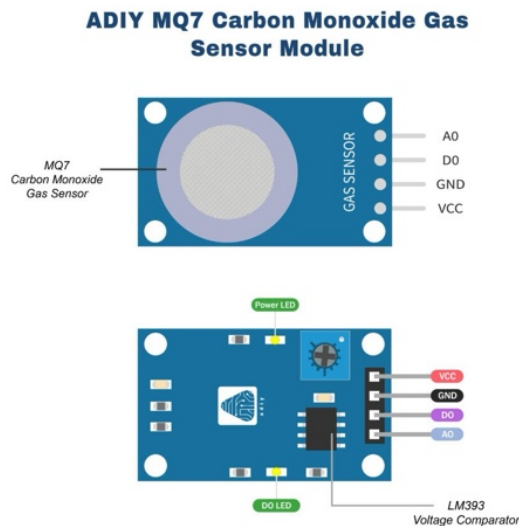 ADIY MQ7 Carbon Monoxide Gas
Sensor Module
MQ7
Carbon Monoxide
Gas Sensor
GAS SENSOR
A0
D0
GND
VCC
Power LED
adiy
VCC
GND
DO
AO
DO LED
LM393
Voltage Comparator